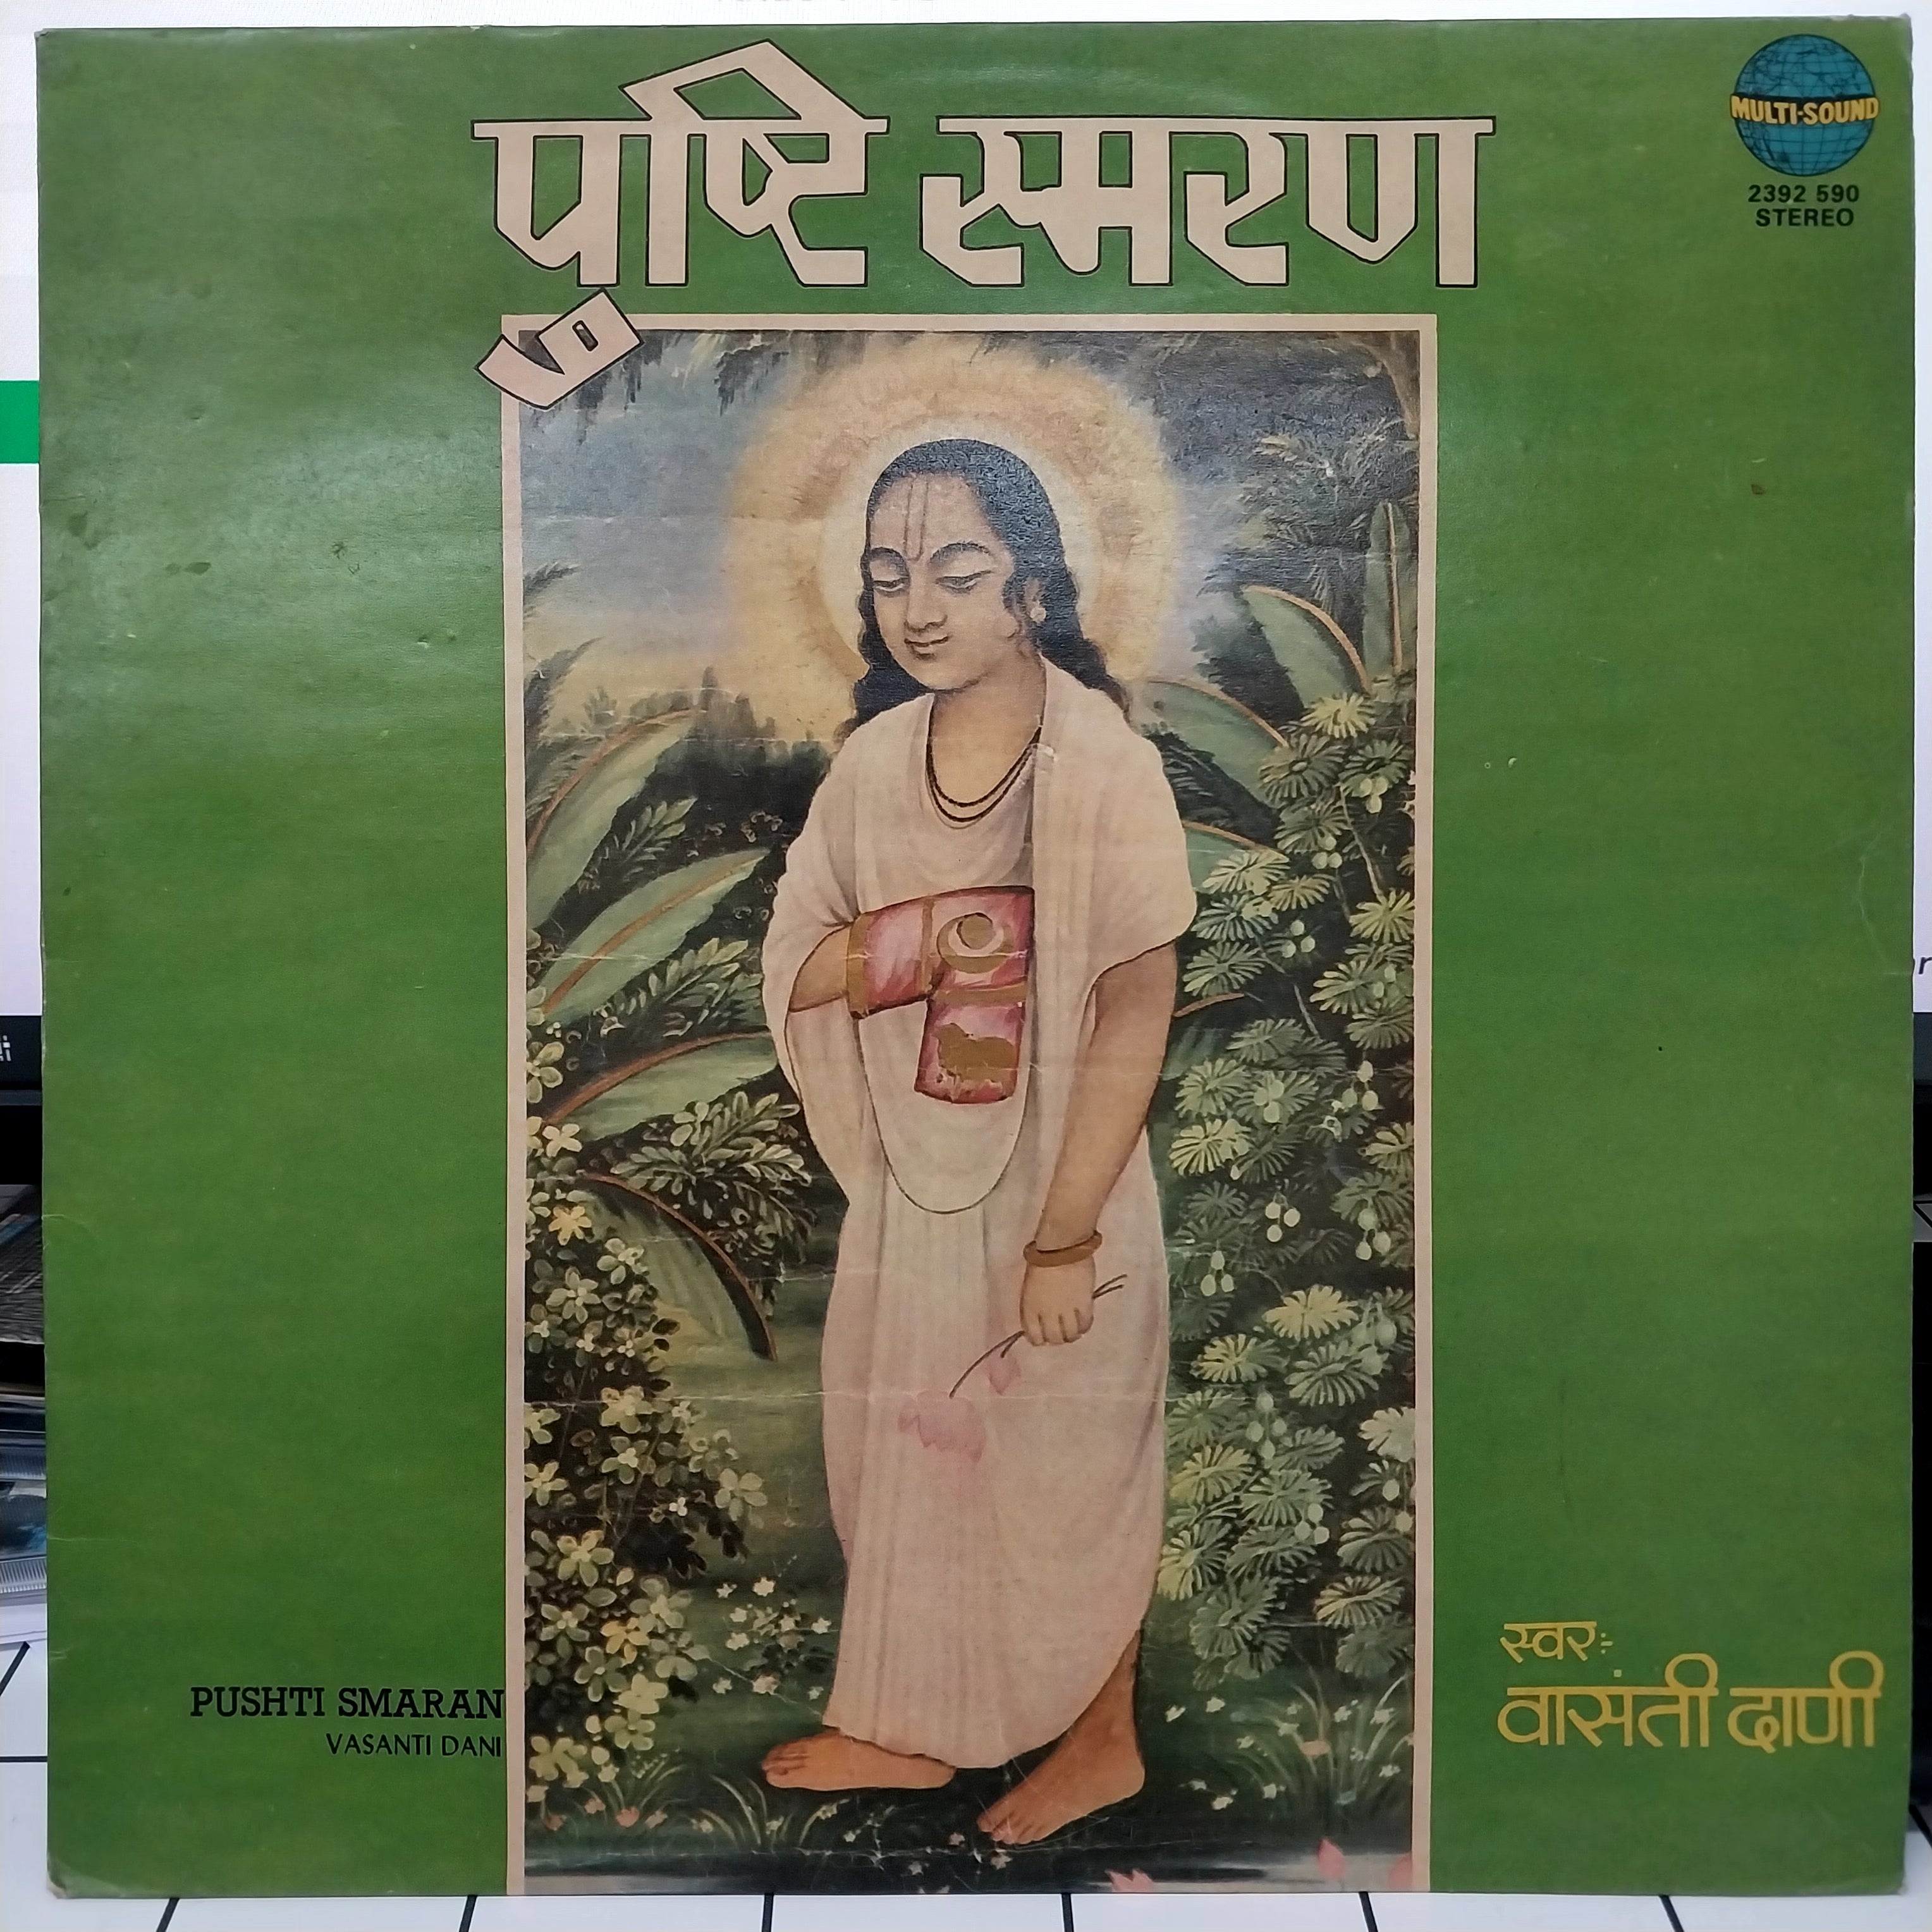 पुष्टि स्मरण
MULTI-SOUND
2392 590
STEREO
स्वरः
वासंती दाणी
PUSHTI SMARAN
VASANTI DANI